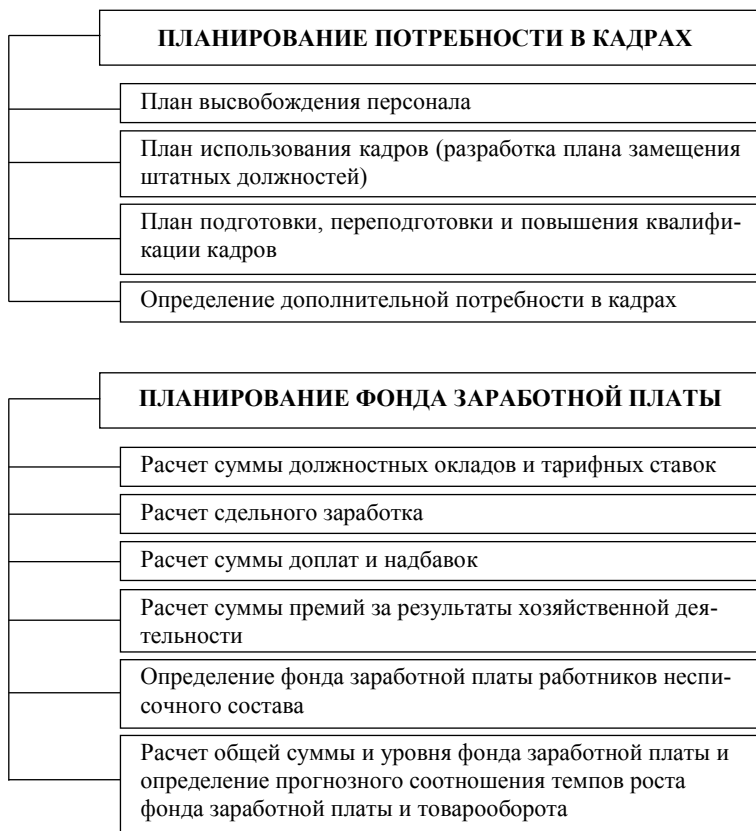 ПЛАНИРОВАНИЕ ПОТРЕБНОСТИ В КАДРАХ
План высвобождения персонала
План использования кадров (разработка плана замещения
штатных должностей)
План подготовки, переподготовки и повышения квалифи-
кации кадров
Определение дополнительной потребности в кадрах
ПЛАНИРОВАНИЕ ФОНДА ЗАРАБОТНОЙ ПЛАТЫ
Расчет суммы должностных окладов и тарифных ставок
Расчет сдельного заработка
Расчет суммы доплат и надбавок
Расчет суммы премий за результаты хозяйственной дея-
тельности
Определение фонда заработной платы работников неспи-
сочного состава
Расчет общей суммы и уровня фонда заработной платы и
определение прогнозного соотношения темпов роста
фонда заработной платы и товарооборота